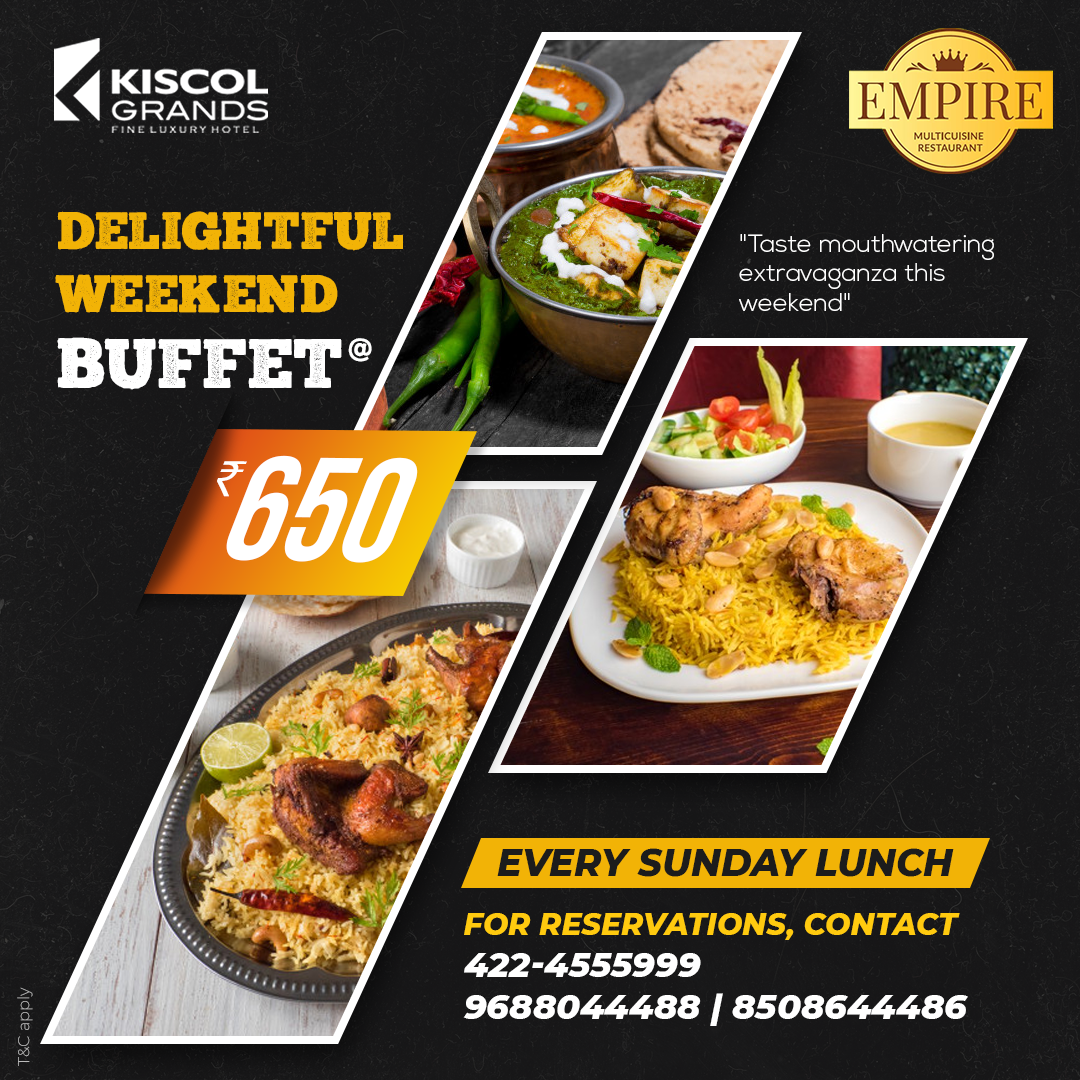 KISCOL
GRANDS
FINE LUXURY HOTEL
EMPIRE
MULTICUISINE
RESTAURANT
DELIGHTFUL
WEEKEND
BUFFET@
₹650
"Taste mouthwatering
extravaganza this
weekend"
EVERY SUNDAY LUNCH
FOR RESERVATIONS, CONTACT
422-4555999
9688044488 | 8508644486
T&C apply